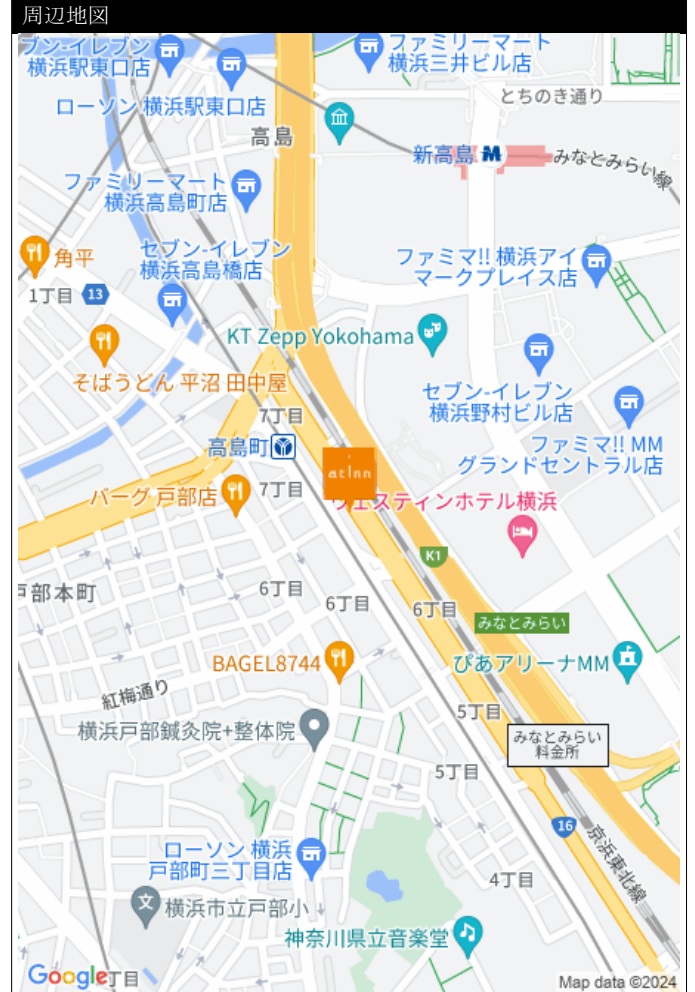 周辺地図
ブン-イレブン
横浜駅東口店
ファミリーマート
横浜三井ビル店
ローソン 横浜駅東口店
とちのき通り
高島
新高島
みなとみらい線
ファミリーマート
横浜高島町店
角平
セブン-イレブン
横浜高島橋店
ファミマ!! 横浜アイ
マークプレイス店
1丁目
13
KT Zepp Yokohama
そばうどん 平沼 田中屋
セブン-イレブン
横浜野村ビル店
7丁目
高島町
ファミマ!! MM
グランドセントラル店
at inn
バーグ 戸部店
7丁目
ウェスティンホテル横浜
K1
戸部本町
6丁目
6丁目
6丁目
みなとみらい
BAGEL8744
ぴあアリーナMM
紅梅通り
5丁目
横浜戸部鍼灸院+整体院
みなとみらい
料金所
5丁目
16
京浜東北線
ローソン 横浜
戸部町三丁目店
4丁目
文
横浜市立戸部小
神奈川県立音楽堂
Google
丁目
Map data ©2024